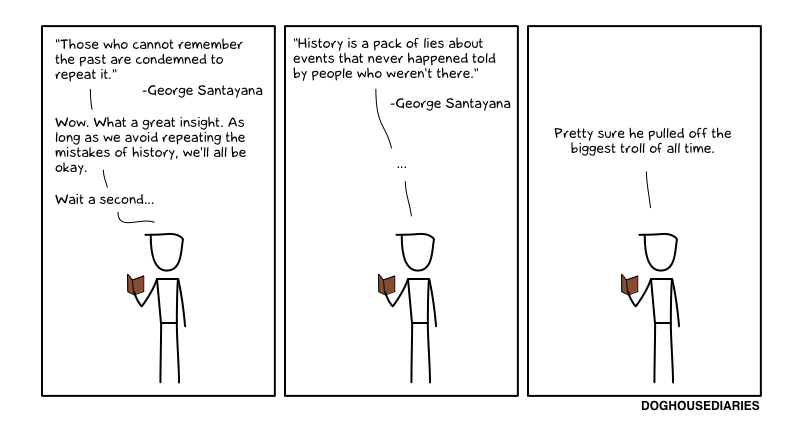 "Those who cannot remember
the past are condemned to
repeat it."
-George Santayana
Wow. What a great insight. As
long as we avoid repeating the
mistakes of history, we'll all be
okay.
Wait a second...
"History is a pack of lies about
events that never happened told
by people who weren't there."
-George Santayana
...
Pretty sure he pulled off the
biggest troll of all time.
DOGHOUSEDIARIES